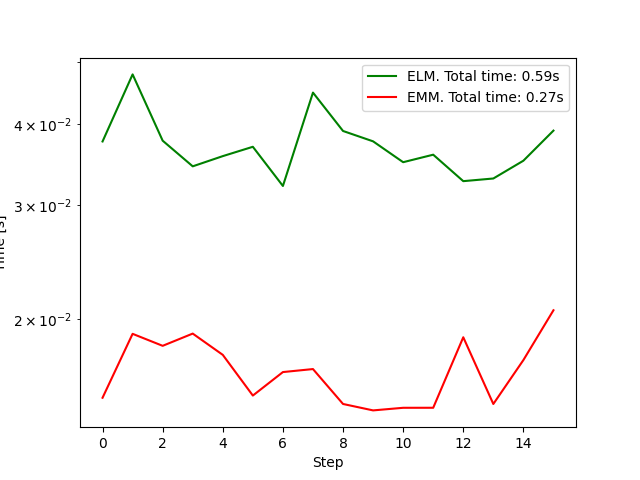 ELM. Total time: 0.59s
EMM. Total time: 0.27s
4 × 10⁻²
3 × 10⁻²
2 × 10⁻²
[s]
0 2 4 6 8 10 12 14
Step